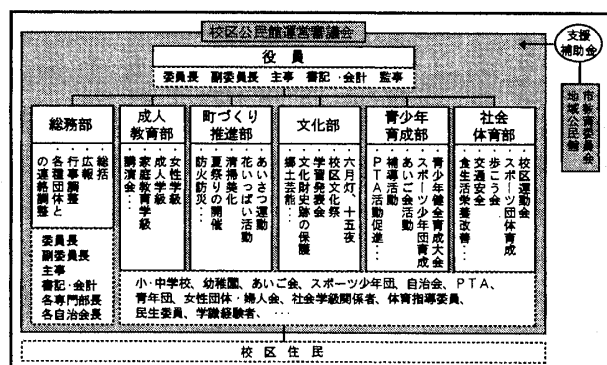 校区公民館運営審議会
役員
委員長 副委員長 主事 書記・会計 監事
支援
補助金
市教育委員会
地域公民館
総務部
総括
広報
行事調整
各種団体と
の連絡調整
委員長
副委員長
主事
書記・会計
各専門部長
各自治会長
成人
教育部
女性学級
成人学級
家庭教育学級
講演会…
町づくり
推進部
あいさつ運動
花いっぱい活動
清掃美化
夏祭りの開催
防火防災…
文化部
六月灯、十五夜
校区文化祭
学習発表会
文化財史跡の保護
郷土芸能…
青少年
育成部
青少年健全育成大会
スポーツ少年団育成
あいご会活動
補導活動
PTA活動促進…
社会
体育部
校区運動会
スポーツ団体育成
歩こう会
交通安全
食生活栄養改善…
小・中学校、幼稚園、あいご会、スポーツ少年団、自治会、PTA、
青年団、女性団体・婦人会、社会学級関係者、体育指導委員、
民生委員、学識経験者、…
校区住民